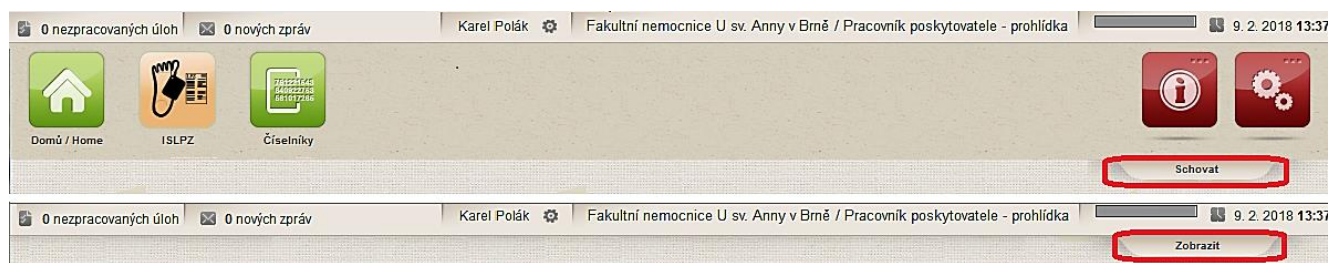 0 nezpracovaných úloh 0 nových zpráv Karel Polák Fakultní nemocnice U sv. Anny v Brně / Pracovník poskytovatele - prohlídka 9. 2. 2018 13:37
Domů / Home ISLPZ Číselníky
Schovat
0 nezpracovaných úloh 0 nových zpráv Karel Polák Fakultní nemocnice U sv. Anny v Brně / Pracovník poskytovatele - prohlídka 9. 2. 2018 13:37
Zobrazit